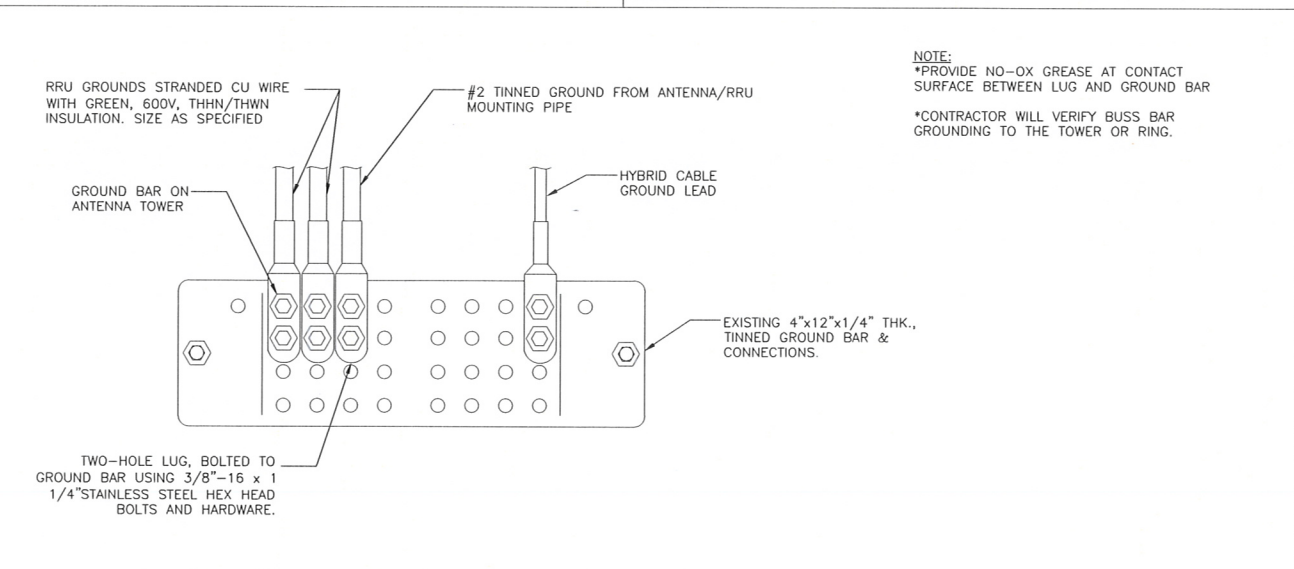 RRU GROUNDS STRANDED CU WIRE
WITH GREEN, 600V, THHN/THWN
INSULATION. SIZE AS SPECIFIED
#2 TINNED GROUND FROM ANTENNA/RRU
MOUNTING PIPE
NOTE:
*PROVIDE NO-OX GREASE AT CONTACT
SURFACE BETWEEN LUG AND GROUND BAR
*CONTRACTOR WILL VERIFY BUSS BAR
GROUNDING TO THE TOWER OR RING.
GROUND BAR ON
ANTENNA TOWER
HYBRID CABLE
GROUND LEAD
EXISTING 4"x12"x1/4" THK.,
TINNED GROUND BAR &
CONNECTIONS.
TWO-HOLE LUG, BOLTED TO
GROUND BAR USING 3/8"-16 x 1
1/4"STAINLESS STEEL HEX HEAD
BOLTS AND HARDWARE.